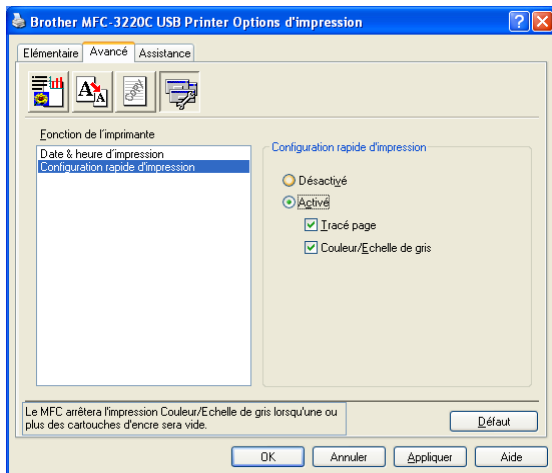 Brother MFC-3220C USB Printer Options d'impression
Elémentaire
Avancé
Assistance
Fonction de l'imprimante
Date & heure d'impression
Configuration rapide d'impression
Configuration rapide d'impression
Désactivé
Activé
Tracé page
Couleur/Echelle de gris
Le MFC arrêtera l'impression Couleur/Echelle de gris lorsqu'une ou
plus des cartouches d'encre sera vide.
Défaut
OK
Annuler
Appliquer
Aide